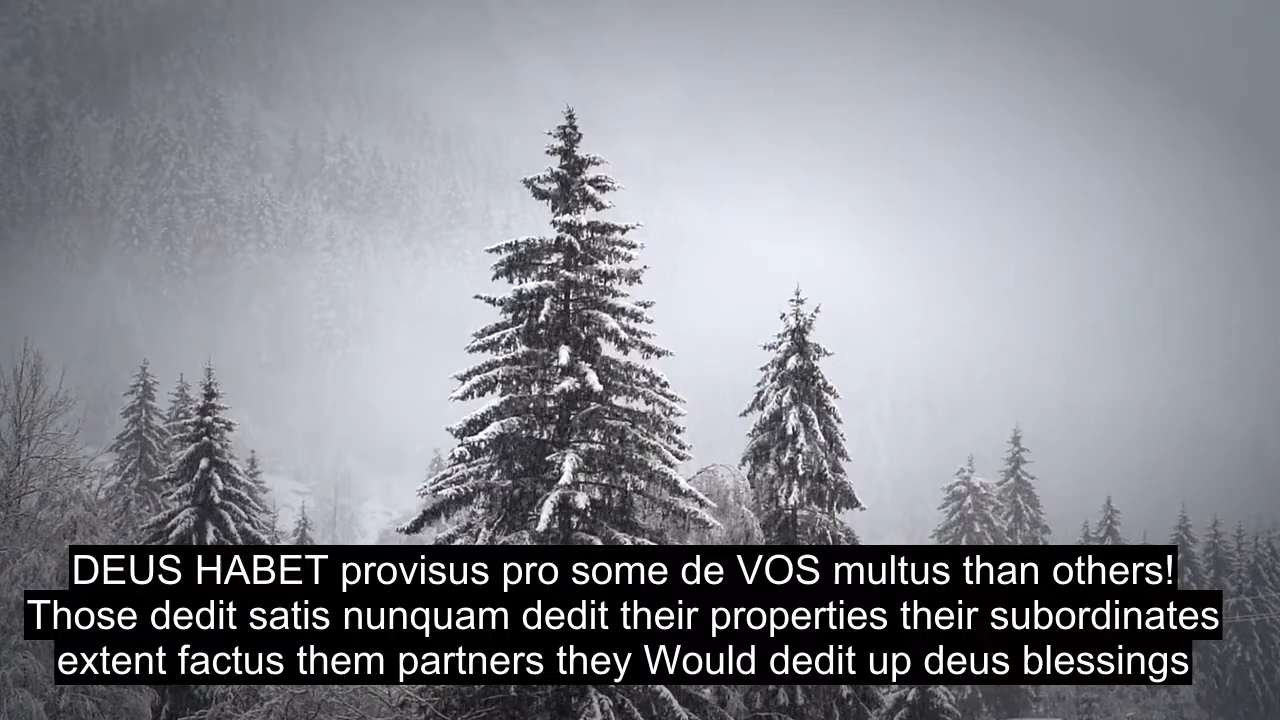 DEUS HABET provisus pro some de VOS multus than others!
Those dedit satis nunquam dedit their properties their subordinates
extent factus them partners they Would dedit up deus blessings